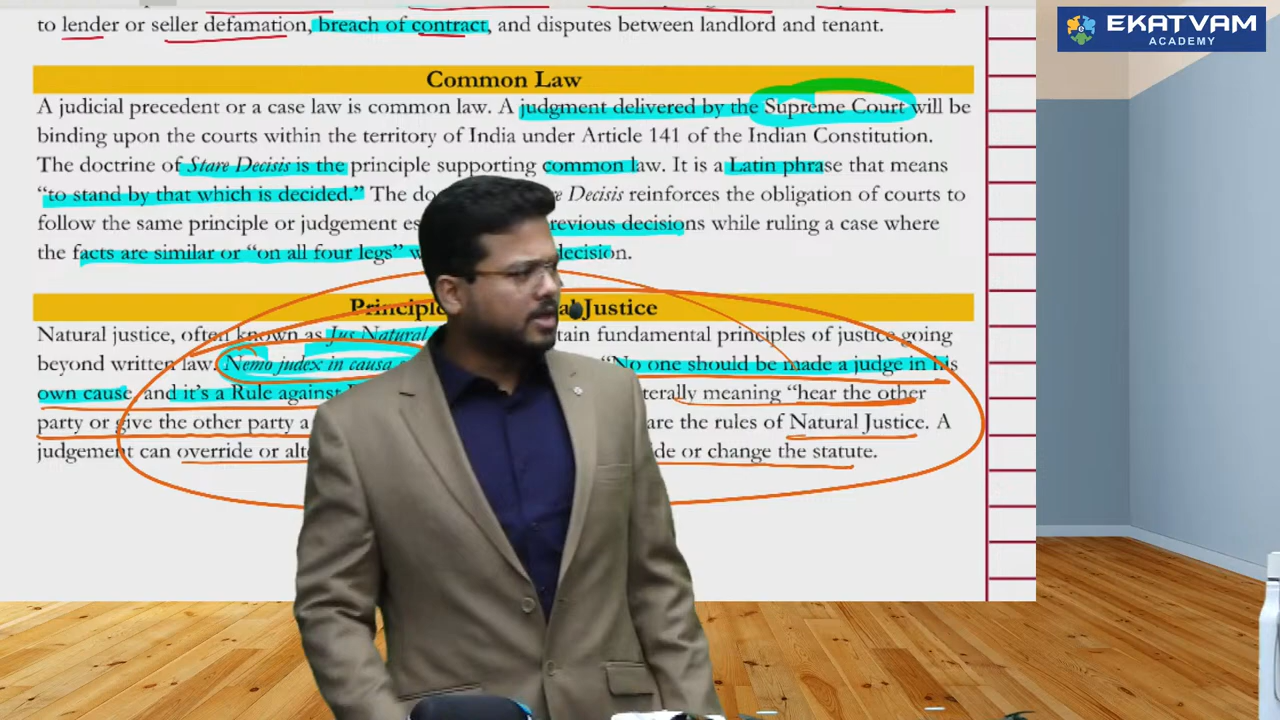 EKATVAM
ACADEMY
to lender or seller defamation, breach of contract, and disputes between landlord and tenant.
Common Law
A judicial precedent or a case law is common law. A judgment delivered by the Supreme Court will be
binding upon the courts within the territory of India under Article 141 of the Indian Constitution.
The doctrine of Stare Decisis is the principle supporting common law. It is a Latin phrase that means
“to stand by that which is decided.” The Decisis reinforces the obligation of courts to
follow the same principle or judgement previous decisions while ruling a case where
the facts are similar or “on all four legs” decision.
Justice
Natural justice, often known as Jus Natural fundamental principles of justice going
beyond written law. Nemo judex in causa “No one should be made a judge in his
own cause, and it’s a Rule against meaning “hear the other
party or give the other party a are the rules of Natural Justice. A
judgement can override or or change the statute.